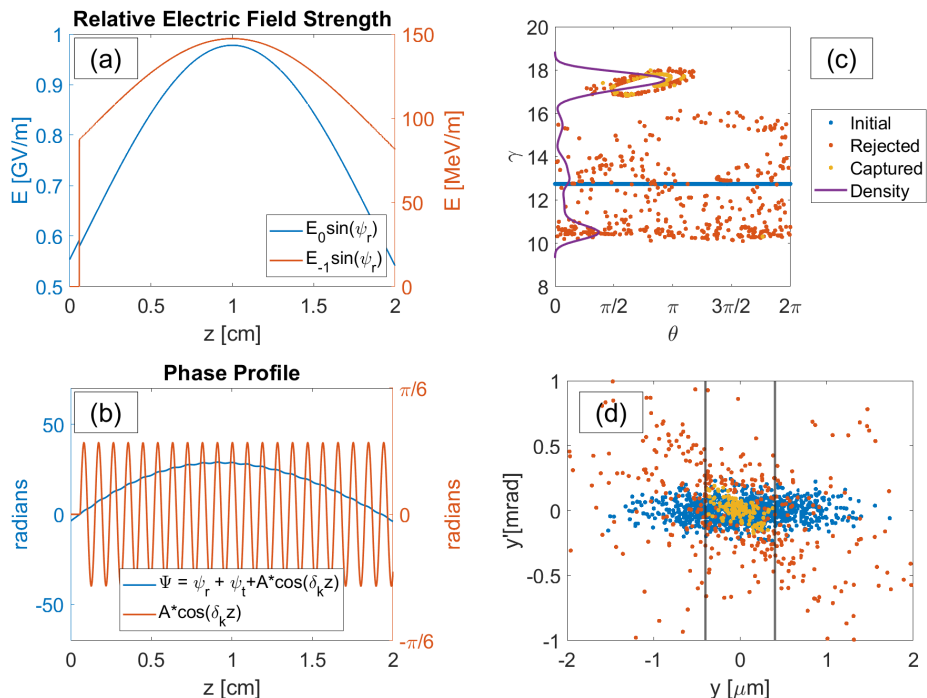 Relative Electric Field Strength
(a)
E [GV/m]
1
0.9
0.8
0.7
0.6
0.5
150
100
50
0
E [MeV/m]
E₀sin(ψᵣ)
E₋₁sin(ψᵣ)
0 0.5 1 1.5 2
z [cm]
(c)
γ
20
18
16
14
12
10
8
0 π/2 π 3π/2 2π
θ
Initial
Rejected
Captured
Density
Phase Profile
(b)
radians
50
0
-50
π/6
0
-π/6
radians
Ψ = ψᵣ + ψₜ+A*cos(δₖz)
A*cos(δₖz)
0 0.5 1 1.5 2
z [cm]
(d)
y'[mrad]
1
0.5
0
-0.5
-1
-2 -1 0 1 2
y [μm]